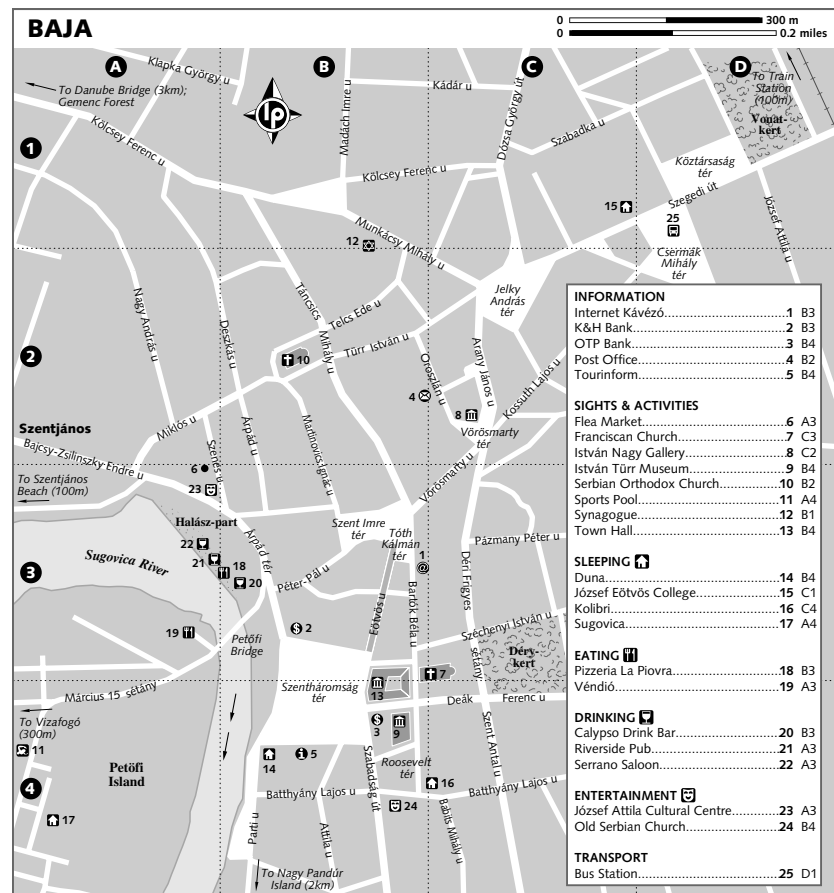 BAJA
0 300 m
0 0.2 miles
A
B
C
D
1
2
3
4
lp
Klapka György u
To Danube Bridge (3km);
Gemenc Forest
Kölcsey Ferenc u
Madách Imre u
Kádár u
Dózsa György út
Szabadka u
To Train
Station
(100m)
Vonat-
kert
Köztársaság
tér
Kölcsey Ferenc u
Szegedi út
József Attila u
15
25
Munkácsy Mihály u
12
Csermák
Mihály
tér
Jelky
András
tér
Nagy András u
Deszkás u
Táncsics Mihály u
Telcs Ede u
Türr István u
10
Oroszlán u
Arany János u
Kossuth Lajos u
4
8
Vörösmarty
tér
Miklós u
Szenes u
Árpád u
Martinovics Ignác u
Szentjános
Bajcsy-Zsilinszky Endre u
To Szentjános
Beach (100m)
6
23
Vörösmarty u
Halász-part
Szent Imre
tér
Tóth
Kálmán
tér
Pázmány Péter u
22
21
18
20
Árpád tér
Sugovica River
1
Péter-Pál u
Eötvös u
Bartók Béla u
Déri Frigyes sétány
Széchenyi István u
2
19
Petőfi
Bridge
Déry-
kert
7
Március 15 sétány
Szentháromság
tér
13
Deák Ferenc u
To Vizafogó
(300m)
11
3
9
Szent Antal u
5
14
Roosevelt
tér
Petőfi
Island
16
Batthyány Lajos u
Batthyány Lajos u
Szabadság út
24
17
Parti u
Attila u
Babits Mihály u
To Nagy Pandúr
Island (2km)
INFORMATION
Internet Kávézó 1 B3
K&H Bank 2 B3
OTP Bank 3 B4
Post Office 4 B2
Tourinform 5 B4
SIGHTS & ACTIVITIES
Flea Market 6 A3
Franciscan Church 7 C3
István Nagy Gallery 8 C2
István Türr Museum 9 B4
Serbian Orthodox Church 10 B2
Sports Pool 11 A4
Synagogue 12 B1
Town Hall 13 B4
SLEEPING
Duna 14 B4
József Eötvös College 15 C1
Kolibri 16 C4
Sugovica 17 A4
EATING
Pizzeria La Piovra 18 B3
Véndió 19 A3
DRINKING
Calypso Drink Bar 20 B3
Riverside Pub 21 A3
Serrano Saloon 22 A3
ENTERTAINMENT
József Attila Cultural Centre 23 A3
Old Serbian Church 24 B4
TRANSPORT
Bus Station 25 D1